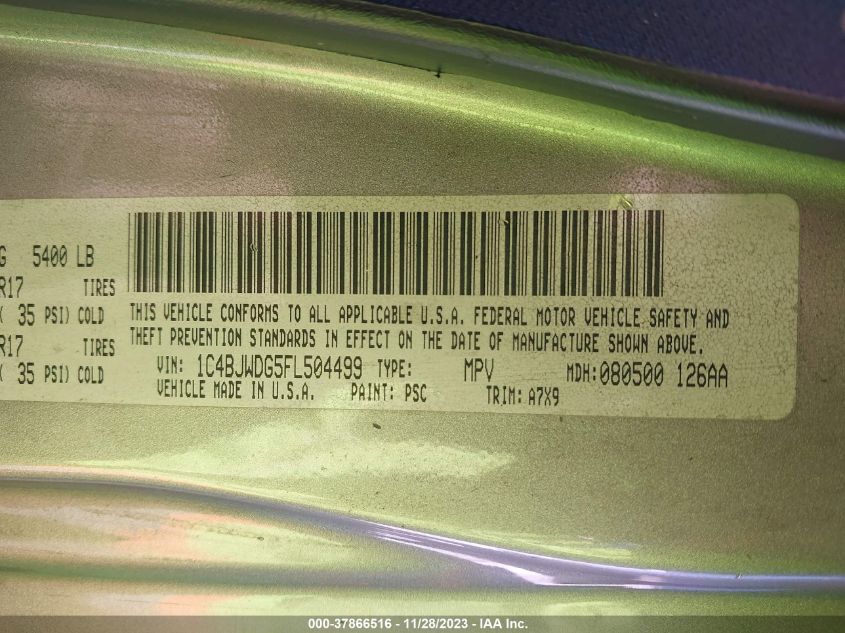 G 5400 LB
R17 TIRES
( 35 PSI) COLD
R17 TIRES
( 35 PSI) COLD
THIS VEHICLE CONFORMS TO ALL APPLICABLE U.S.A. FEDERAL MOTOR VEHICLE SAFETY AND
THEFT PREVENTION STANDARDS IN EFFECT ON THE DATE OF MANUFACTURE SHOWN ABOVE.
VIN: 1C4BJWDG5FL504499 TYPE: MPV MDH:080500 126AA
VEHICLE MADE IN U.S.A. PAINT: PSC TRIM: A7X9
000-37866516 - 11/28/2023 - IAA Inc.